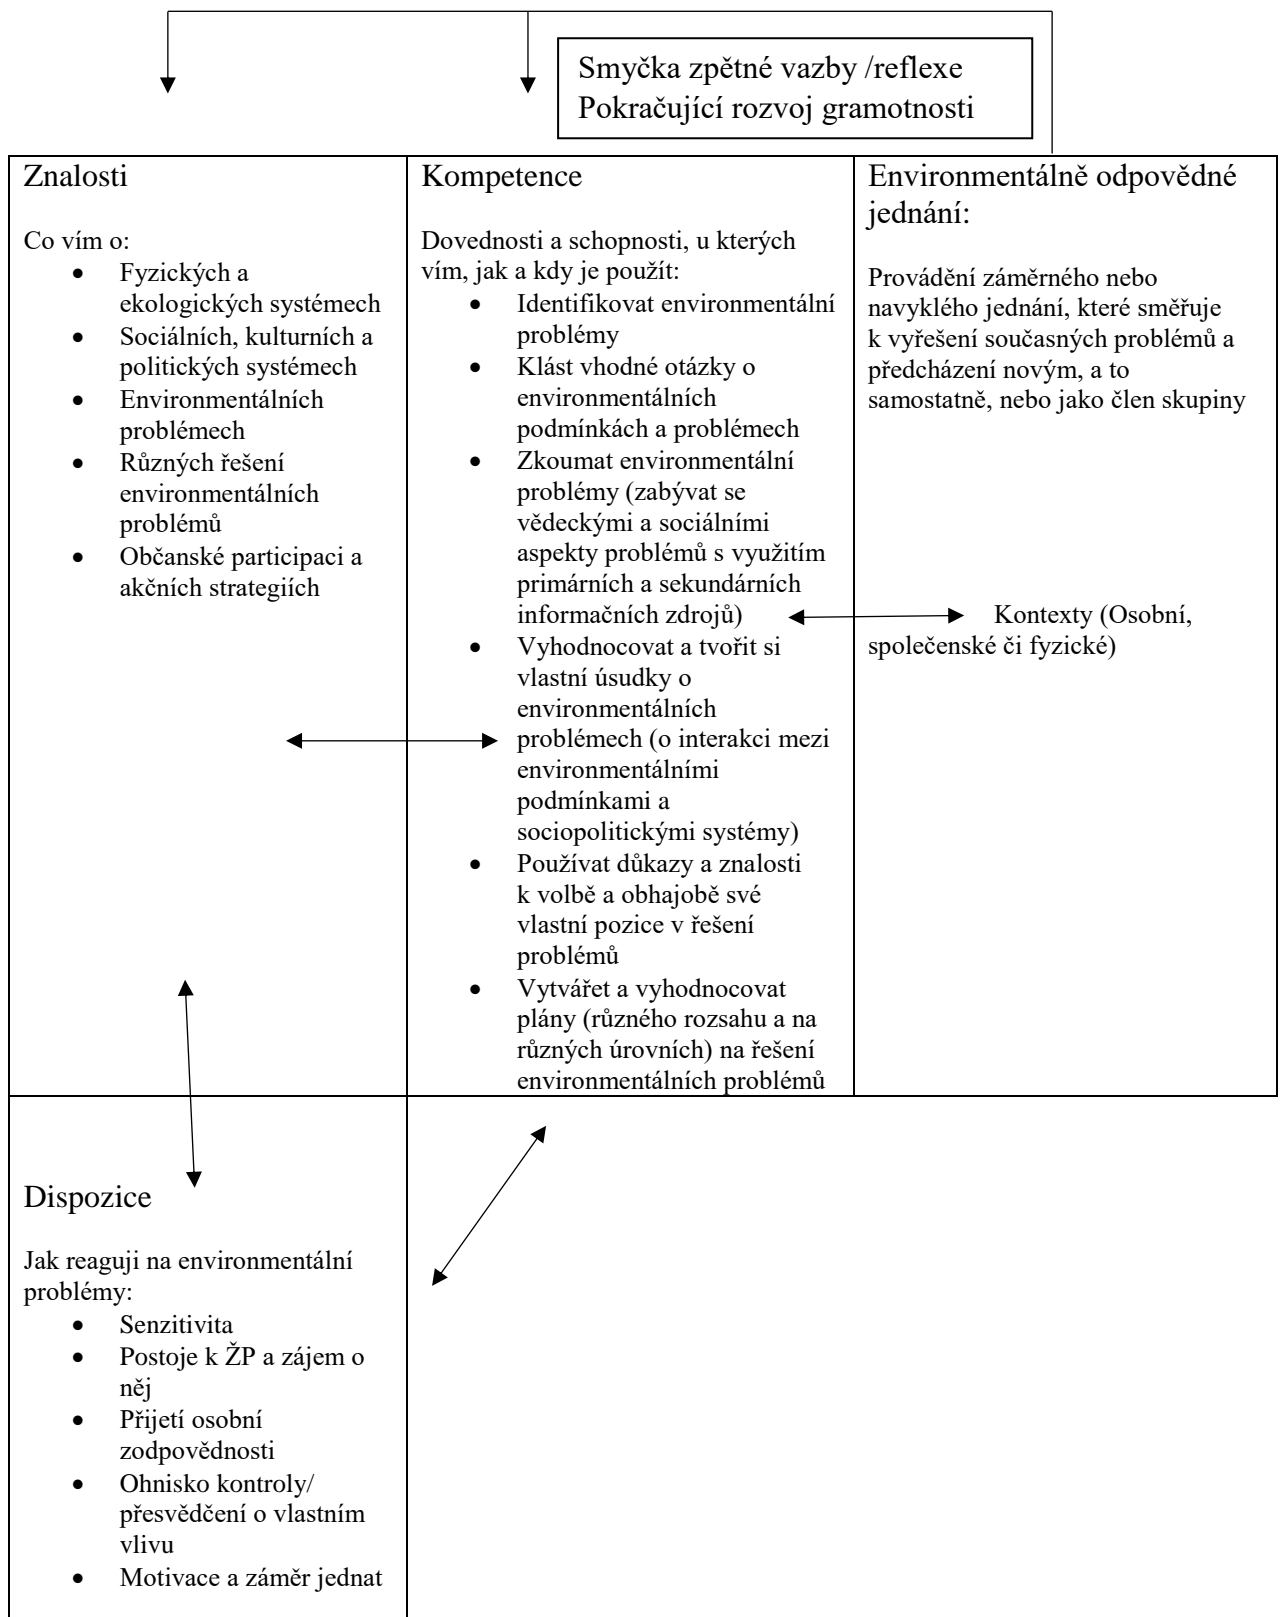 Smyčka zpětné vazby /reflexe
Pokračující rozvoj gramotnosti
Znalosti
Co vím o:
• Fyzických a
ekologických systémech
• Sociálních, kulturních a
politických systémech
• Environmentálních
problémech
• Různých řešení
environmentálních
problémů
• Občanské participaci a
akčních strategiích
Kompetence
Dovednosti a schopnosti, u kterých
vím, jak a kdy je použít:
• Identifikovat environmentální
problémy
• Klást vhodné otázky o
environmentálních
podmínkách a problémech
• Zkoumat environmentální
problémy (zabývat se
vědeckými a sociálními
aspekty problémů s využitím
primárních a sekundárních
informačních zdrojů)
• Vyhodnocovat a tvořit si
vlastní úsudky o
environmentálních
problémech (o interakci mezi
environmentálními
podmínkami a
sociopolitickými systémy)
• Používat důkazy a znalosti
k volbě a obhajobě své
vlastní pozice v řešení
problémů
• Vytvářet a vyhodnocovat
plány (různého rozsahu a na
různých úrovních) na řešení
environmentálních problémů
Environmentálně odpovědné
jednání:
Provádění záměrného nebo
navyklého jednání, které směřuje
k vyřešení současných problémů a
předcházení novým, a to
samostatně, nebo jako člen skupiny
Kontexty (Osobní,
společenské či fyzické)
Dispozice
Jak reaguji na environmentální
problémy:
• Senzitivita
• Postoje k ŽP a zájem o
něj
• Přijetí osobní
zodpovědnosti
• Ohnisko kontroly/
přesvědčení o vlastním
vlivu
• Motivace a záměr jednat